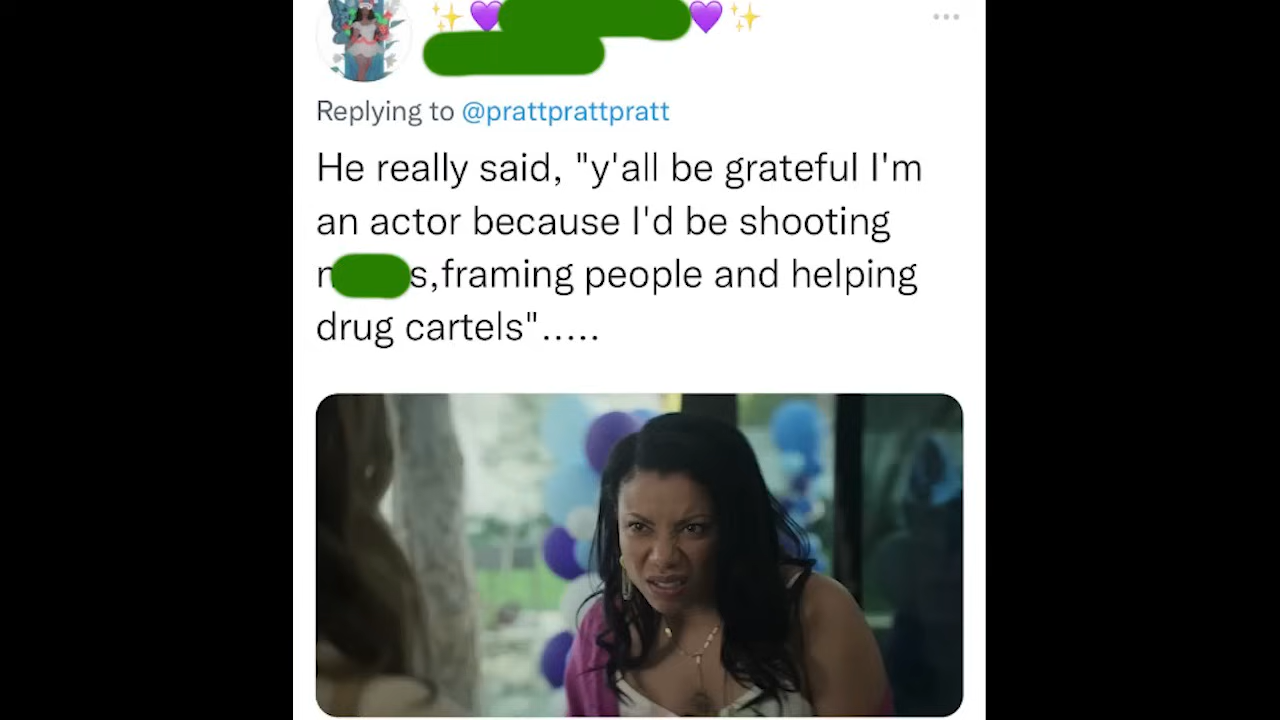 Replying to @prattprattpratt
He really said, "y'all be grateful I'm
an actor because I'd be shooting
n s,framing people and helping
drug cartels".....